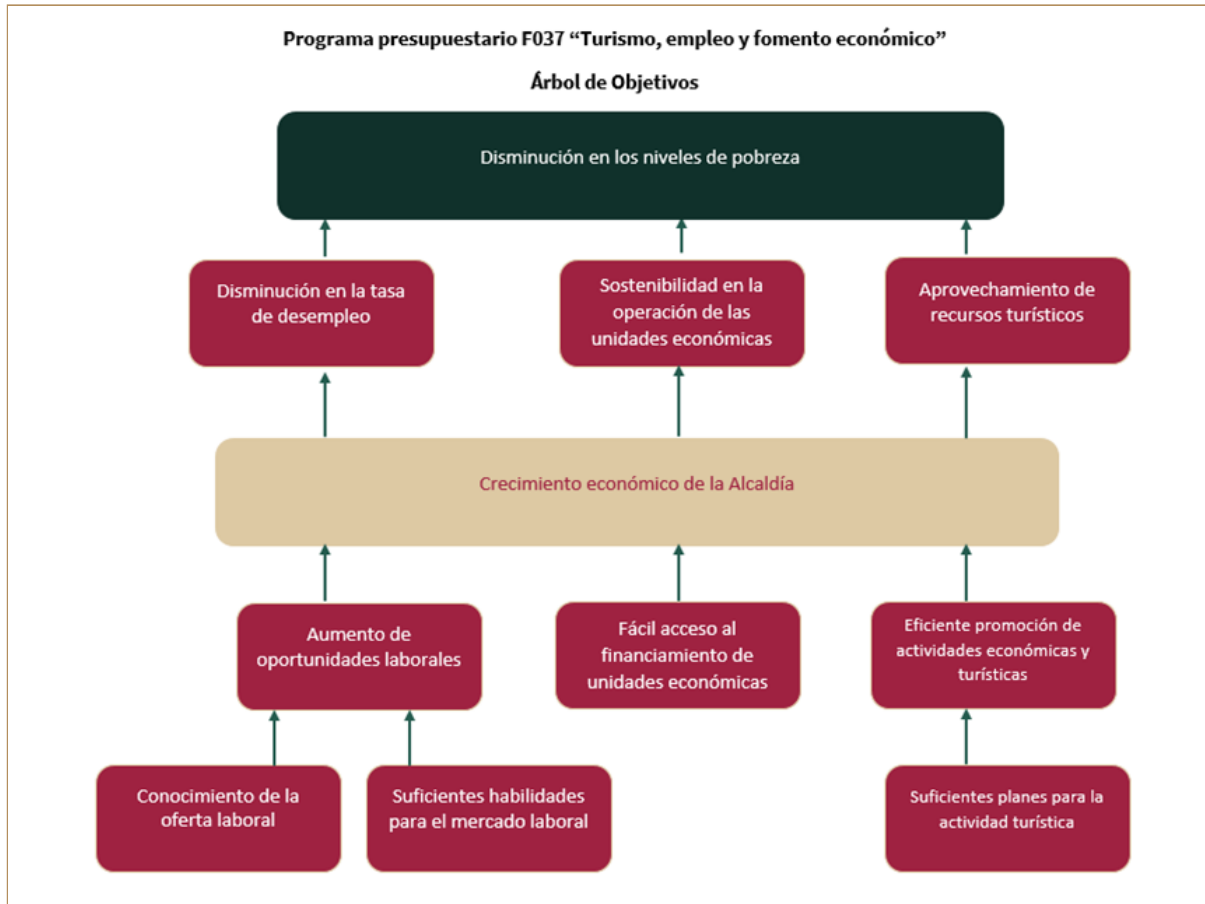 Programa presupuestario F037 “Turismo, empleo y fomento económico”
Árbol de Objetivos
Disminución en los niveles de pobreza
Disminución en la tasa
de desempleo
Sostenibilidad en la
operación de las
unidades económicas
Aprovechamiento de
recursos turísticos
Crecimiento económico de la Alcaldía
Aumento de
oportunidades laborales
Fácil acceso al
financiamiento de
unidades económicas
Eficiente promoción de
actividades económicas y
turísticas
Conocimiento de la
oferta laboral
Suficientes habilidades
para el mercado laboral
Suficientes planes para la
actividad turística